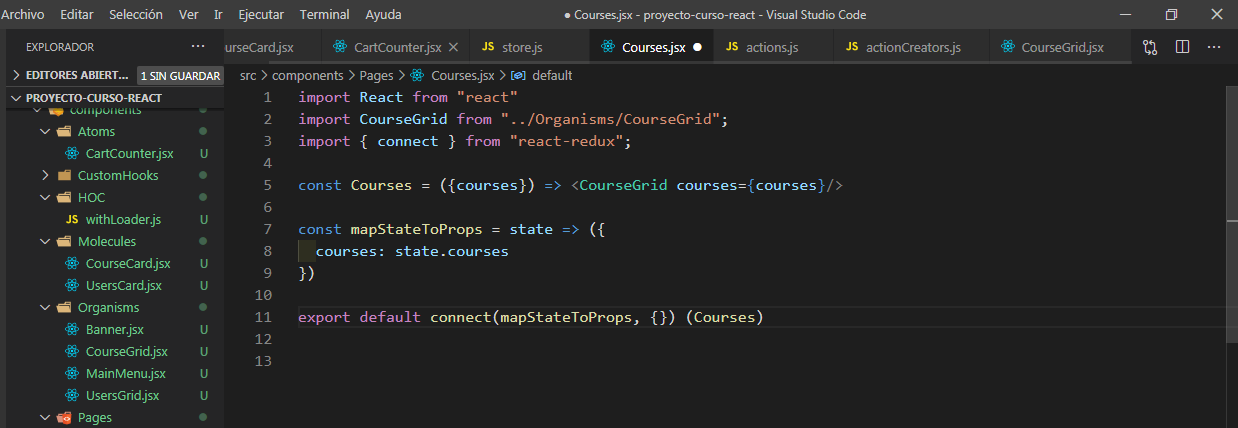 Archivo Editar Selección Ver Ir Ejecutar Terminal Ayuda ● Courses.jsx - proyecto-curso-react - Visual Studio Code
EXPLORADOR ···
urseCard.jsx CartCounter.jsx JS store.js Courses.jsx ● JS actions.js JS actionCreators.js CourseGrid.jsx ···
EDITORES ABIERT... 1 SIN GUARDAR
src > components > Pages > Courses.jsx > default
PROYECTO-CURSO-REACT
components
Atoms
CartCounter.jsx U
CustomHooks
HOC
JS withLoader.js U
Molecules
CourseCard.jsx U
UsersCard.jsx U
Organisms
Banner.jsx U
CourseGrid.jsx U
MainMenu.jsx U
UsersGrid.jsx U
Pages
1 import React from "react"
2 import CourseGrid from "../Organisms/CourseGrid";
3 import { connect } from "react-redux";
4
5 const Courses = ({courses}) => <CourseGrid courses={courses}/>
6
7 const mapStateToProps = state => ({
8 courses: state.courses
9 })
10
11 export default connect(mapStateToProps, {}) (Courses)
12
13